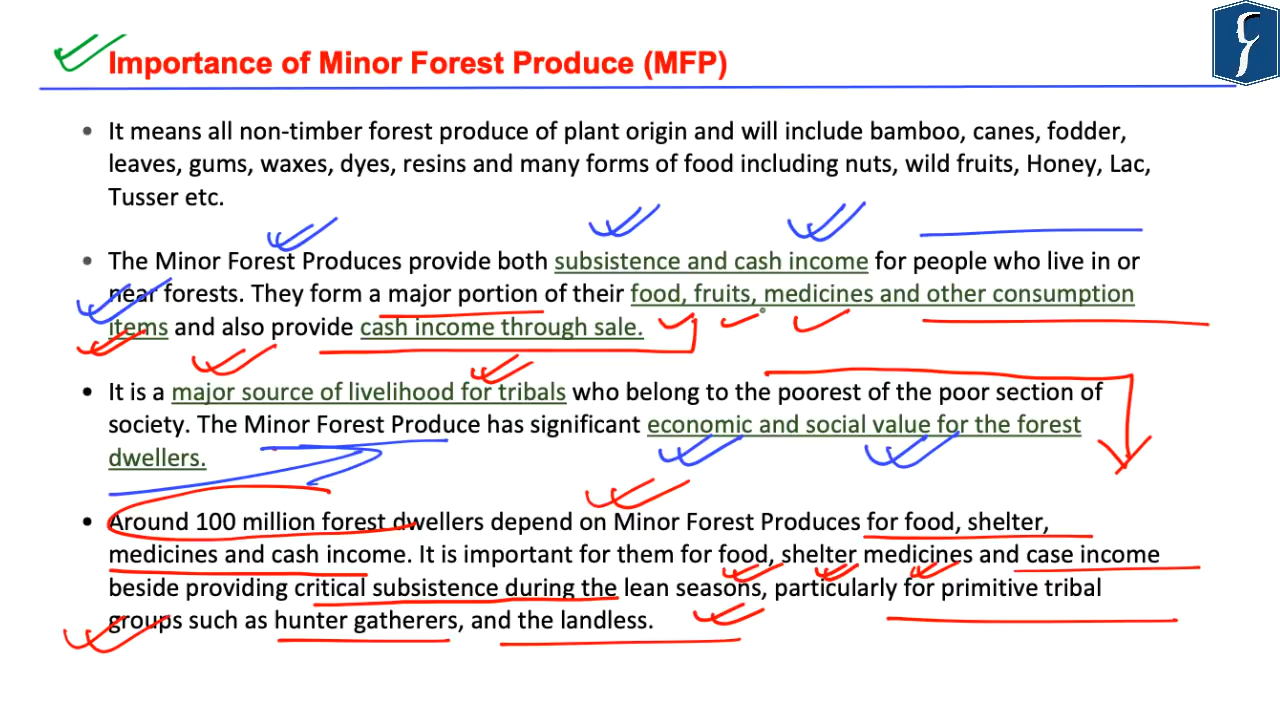 Importance of Minor Forest Produce (MFP)
• It means all non-timber forest produce of plant origin and will include bamboo, canes, fodder,
leaves, gums, waxes, dyes, resins and many forms of food including nuts, wild fruits, Honey, Lac,
Tusser etc.
• The Minor Forest Produces provide both subsistence and cash income for people who live in or
near forests. They form a major portion of their food, fruits, medicines and other consumption
items and also provide cash income through sale.
• It is a major source of livelihood for tribals who belong to the poorest of the poor section of
society. The Minor Forest Produce has significant economic and social value for the forest
dwellers.
• Around 100 million forest dwellers depend on Minor Forest Produces for food, shelter,
medicines and cash income. It is important for them for food, shelter medicines and case income
beside providing critical subsistence during the lean seasons, particularly for primitive tribal
groups such as hunter gatherers, and the landless.